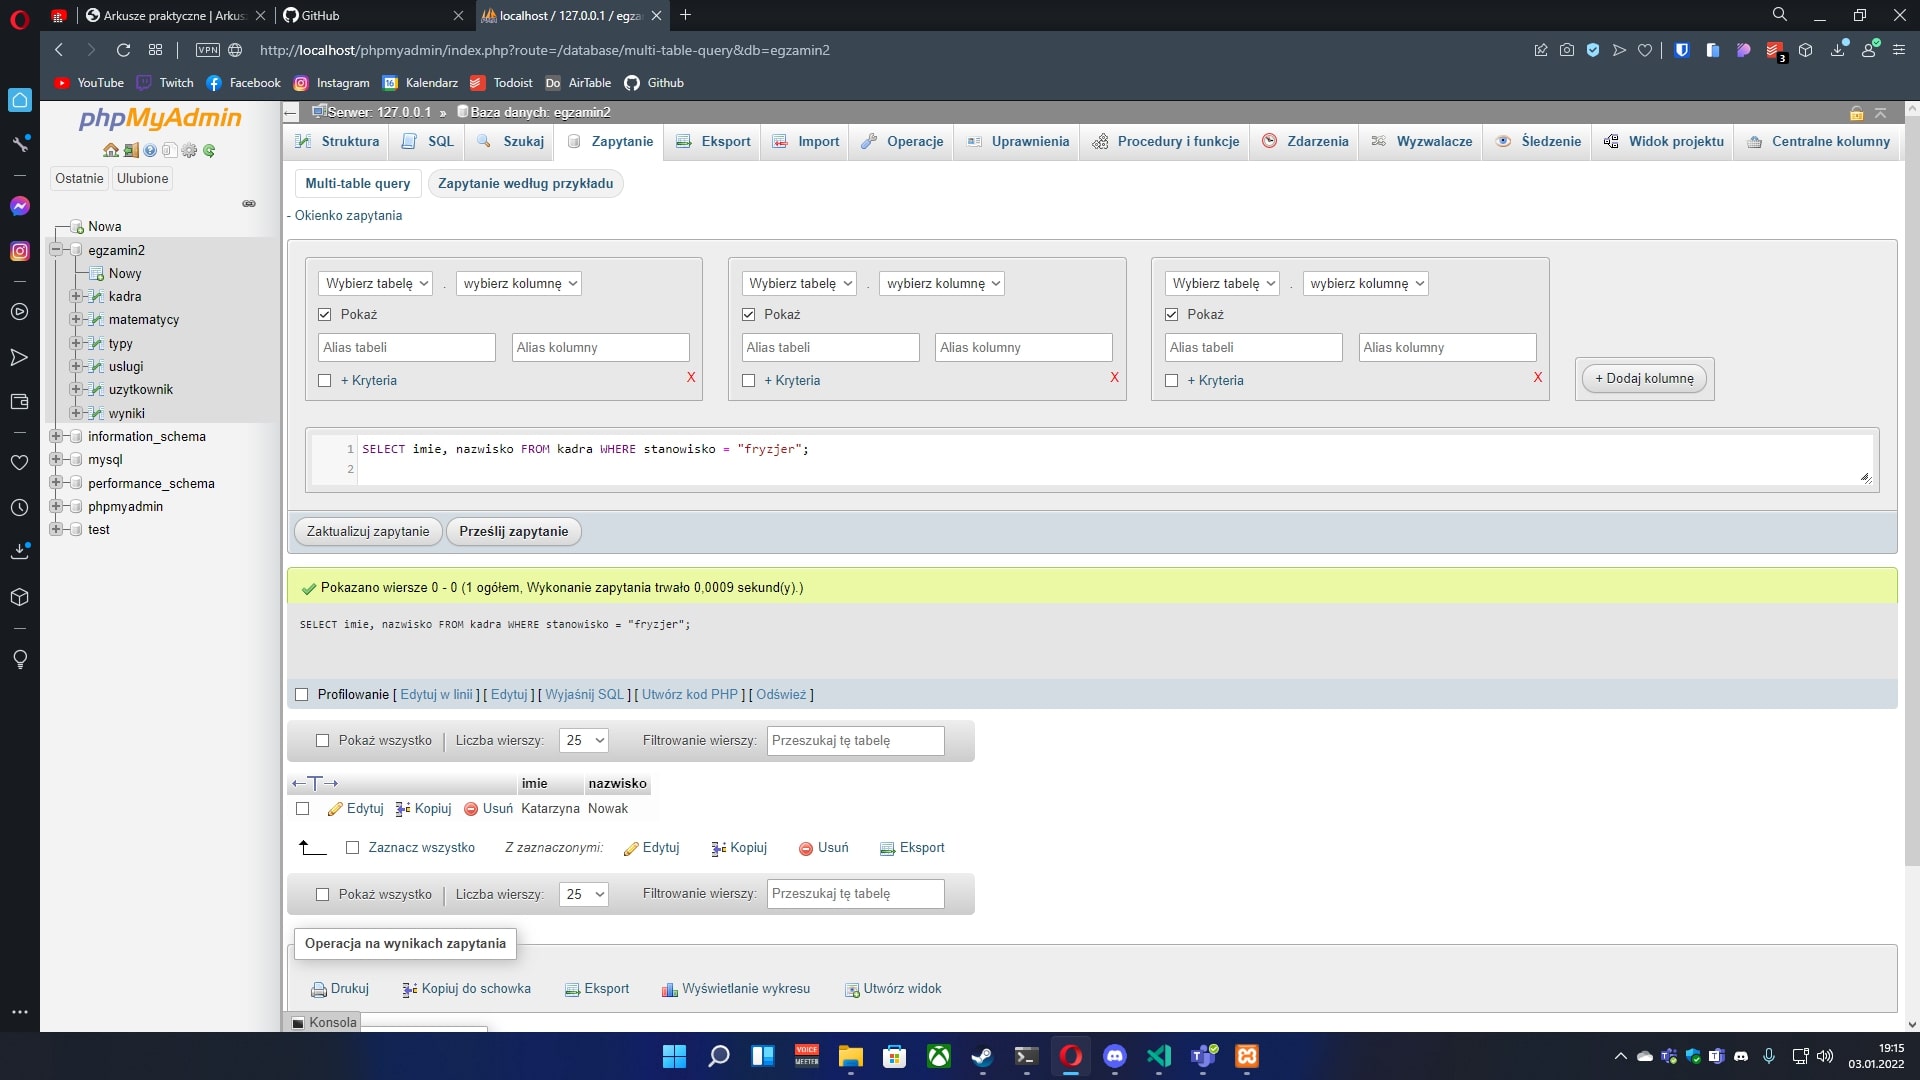 Arkusze praktyczne | Arkusz
GitHub
localhost / 127.0.0.1 / egza
VPN
http://localhost/phpmyadmin/index.php?route=/database/multi-table-query&db=egzamin2
3
YouTube Twitch Facebook Instagram Kalendarz Todoist Do AirTable Github
phpMyAdmin
Ostatnie Ulubione
Nowa
egzamin2
Nowy
kadra
matematycy
typy
uslugi
uzytkownik
wyniki
information_schema
mysql
performance_schema
phpmyadmin
test
Serwer: 127.0.0.1 » Baza danych: egzamin2
Struktura SQL Szukaj Zapytanie Eksport Import Operacje Uprawnienia Procedury i funkcje Zdarzenia Wyzwalacze Śledzenie Widok projektu Centralne kolumny
Multi-table query Zapytanie według przykładu
- Okienko zapytania
Wybierz tabelę . wybierz kolumnę Wybierz tabelę . wybierz kolumnę Wybierz tabelę . wybierz kolumnę
Pokaż Pokaż Pokaż
Alias tabeli Alias kolumny Alias tabeli Alias kolumny Alias tabeli Alias kolumny
+ Kryteria X + Kryteria X + Kryteria X + Dodaj kolumnę
1 SELECT imie, nazwisko FROM kadra WHERE stanowisko = "fryzjer";
2
Zaktualizuj zapytanie Prześlij zapytanie
Pokazano wiersze 0 - 0 (1 ogółem, Wykonanie zapytania trwało 0,0009 sekund(y).)
SELECT imie, nazwisko FROM kadra WHERE stanowisko = "fryzjer";
Profilowanie [ Edytuj w linii ] [ Edytuj ] [ Wyjaśnij SQL ] [ Utwórz kod PHP ] [ Odśwież ]
Pokaż wszystko | Liczba wierszy: 25 Filtrowanie wierszy: Przeszukaj tę tabelę
←T→ imie nazwisko
Edytuj Kopiuj Usuń Katarzyna Nowak
Zaznacz wszystko Z zaznaczonymi: Edytuj Kopiuj Usuń Eksport
Pokaż wszystko | Liczba wierszy: 25 Filtrowanie wierszy: Przeszukaj tę tabelę
Operacja na wynikach zapytania
Drukuj Kopiuj do schowka Eksport Wyświetlanie wykresu Utwórz widok
Konsola
VOICE
MEETER
19:15
03.01.2022